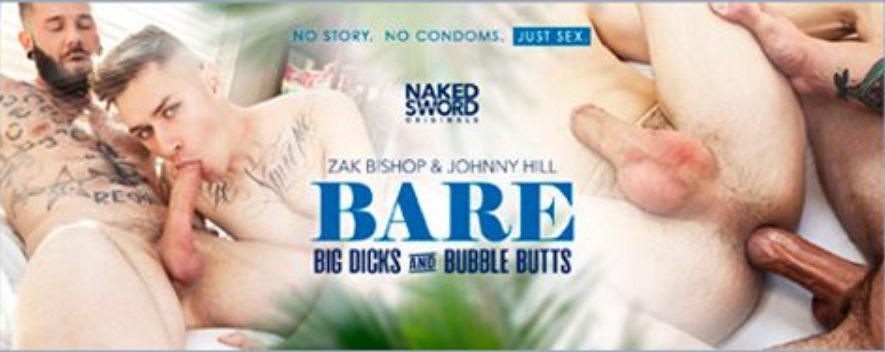 NO STORY. NO CONDOMS. JUST SEX.
NAKED
SWORD
ORIGINALS
ZAK BISHOP & JOHNNY HILL
BARE
BIG DICKS AND BUBBLE BUTTS